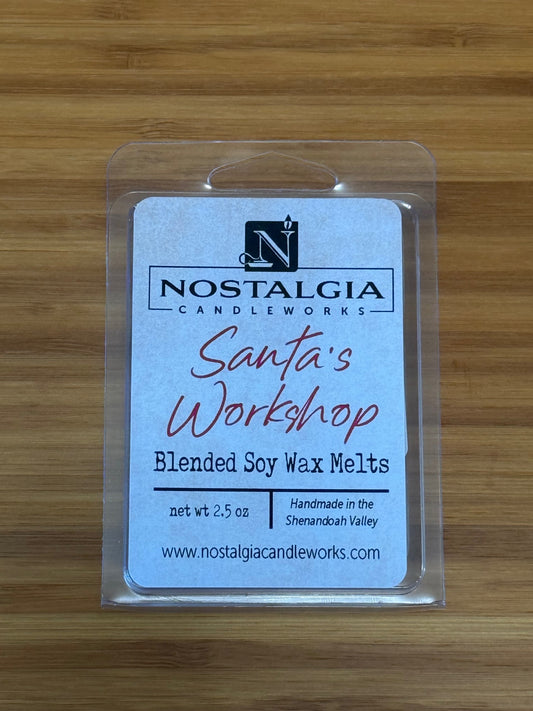 N
NOSTALGIA
CANDLEWORKS
Santa's
Workshop
Blended Soy Wax Melts
net wt 2.5 oz
Handmade in the
Shenandoah Valley
www.nostalgiacandleworks.com